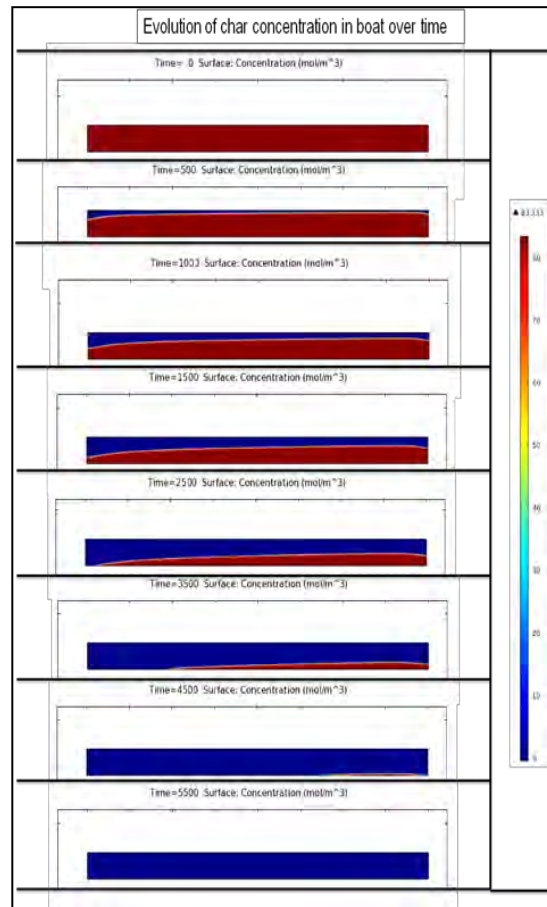 Evolution of char concentration in boat over time
Time= 0 Surface: Concentration (mol/m^3)
Time=500 Surface: Concentration (mol/m^3)
Time=1000 Surface: Concentration (mol/m^3)
Time=1500 Surface: Concentration (mol/m^3)
Time=2500 Surface: Concentration (mol/m^3)
Time=3500 Surface: Concentration (mol/m^3)
Time=4500 Surface: Concentration (mol/m^3)
Time=5500 Surface: Concentration (mol/m^3)
80
70
60
50
40
30
20
10
0